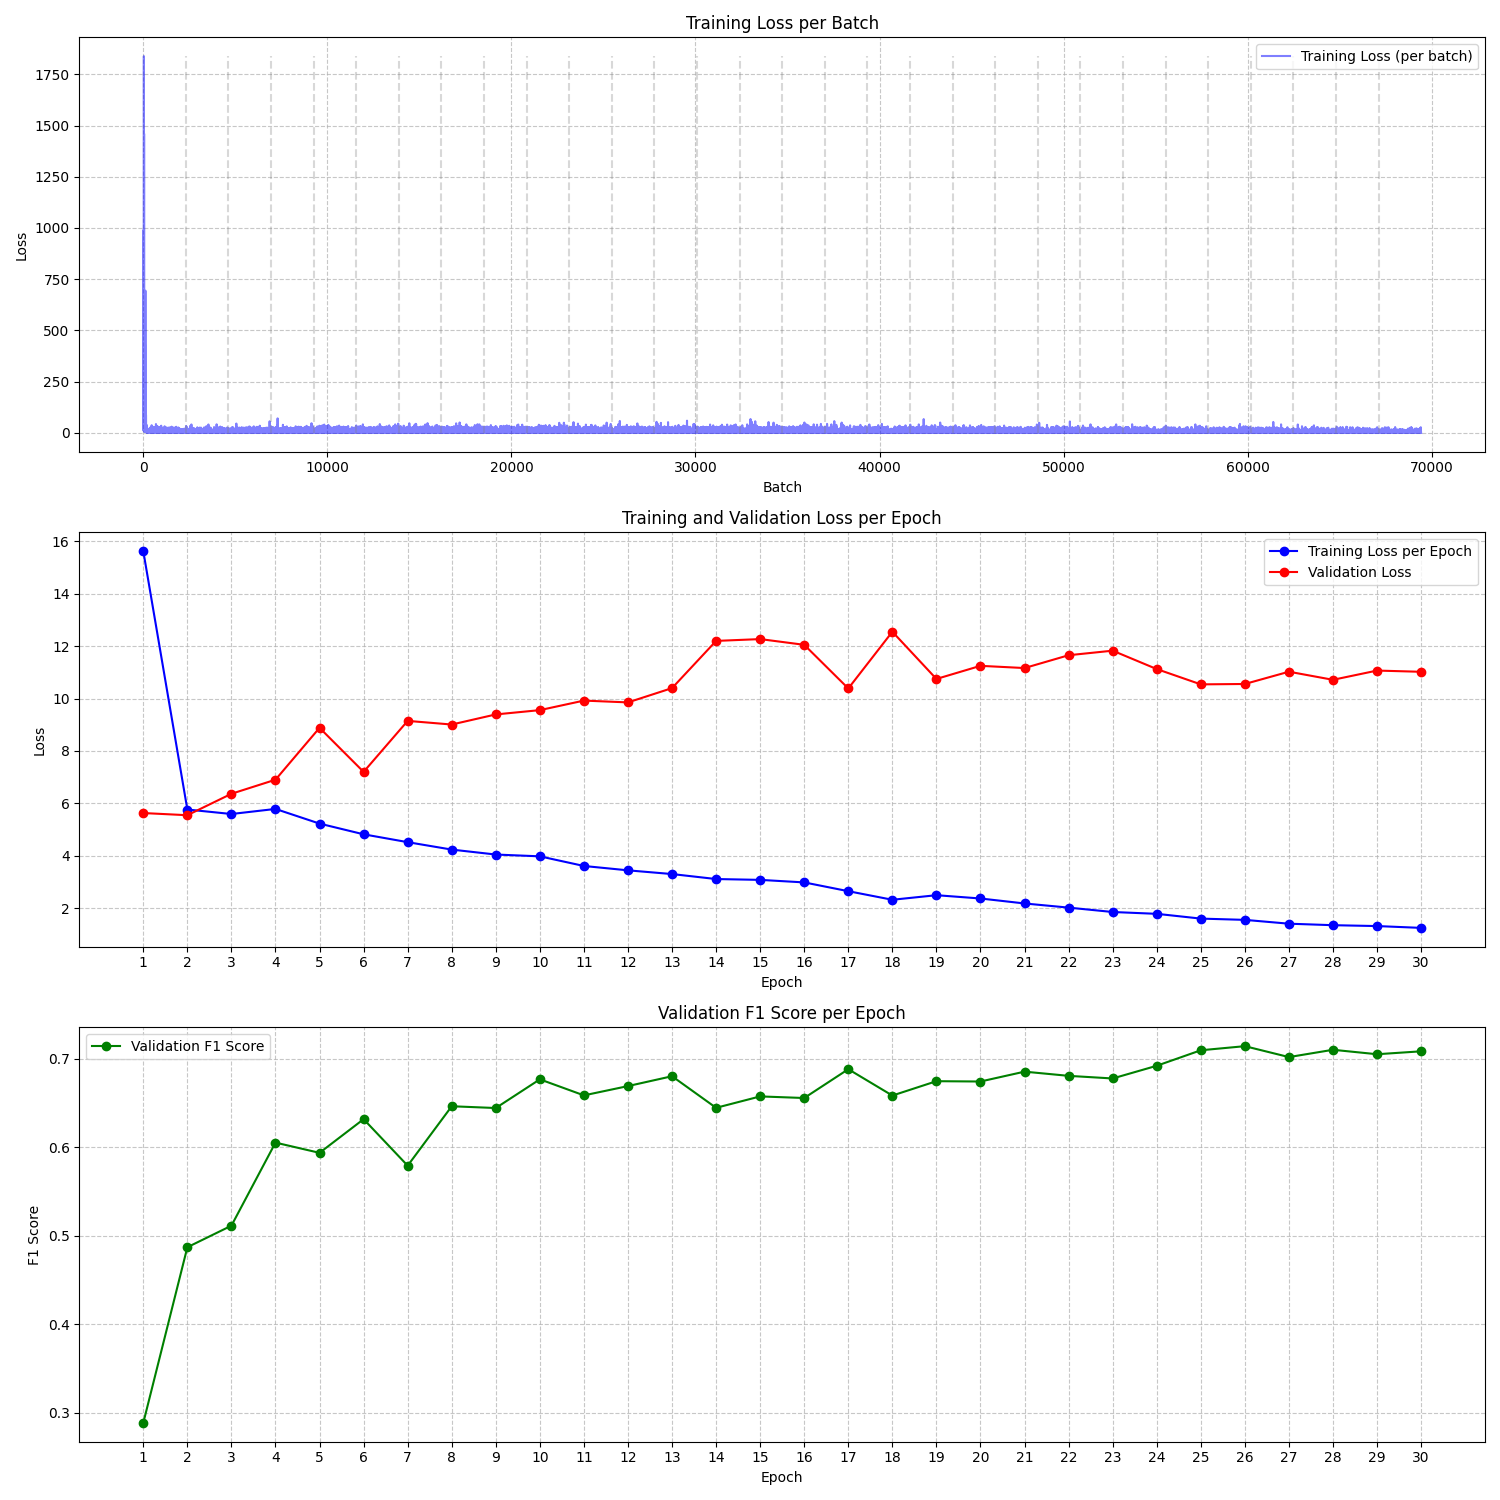 Training Loss per Batch
Training Loss (per batch)
Loss
1750
1500
1250
1000
750
500
250
0
0 10000 20000 30000 40000 50000 60000 70000
Batch
Training and Validation Loss per Epoch
Training Loss per Epoch
Validation Loss
Loss
16
14
12
10
8
6
4
2
1 2 3 4 5 6 7 8 9 10 11 12 13 14 15 16 17 18 19 20 21 22 23 24 25 26 27 28 29 30
Epoch
Validation F1 Score per Epoch
Validation F1 Score
F1 Score
0.7
0.6
0.5
0.4
0.3
1 2 3 4 5 6 7 8 9 10 11 12 13 14 15 16 17 18 19 20 21 22 23 24 25 26 27 28 29 30
Epoch